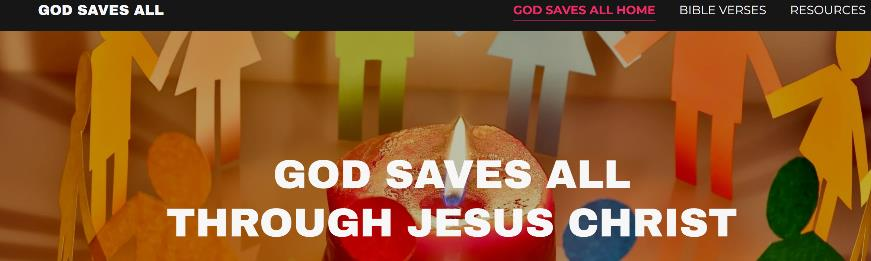 GOD SAVES ALL
GOD SAVES ALL HOME
BIBLE VERSES
RESOURCES
GOD SAVES ALL
THROUGH JESUS CHRIST